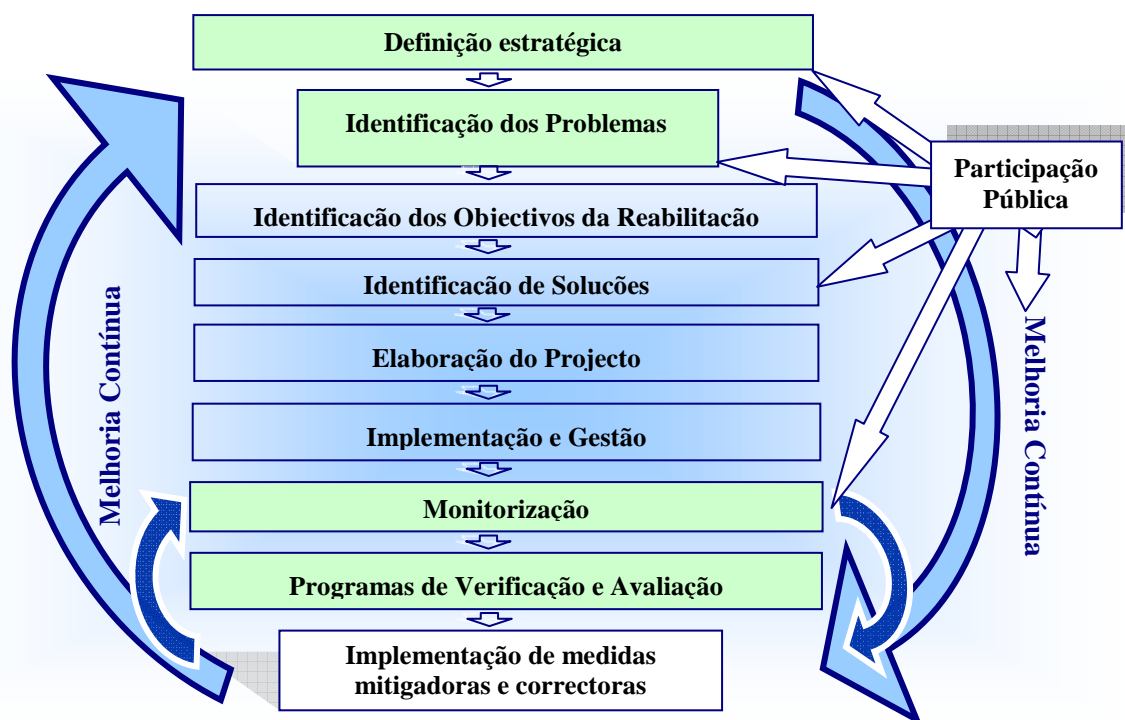 Definição estratégica
Identificação dos Problemas
Participação
Pública
Identificacão dos Objectivos da Reabilitacão
Identificacão de Solucões
Elaboração do Projecto
Implementação e Gestão
Monitorização
Programas de Verificação e Avaliação
Implementação de medidas
mitigadoras e correctoras
Melhoria Contínua
Melhoria Contínua